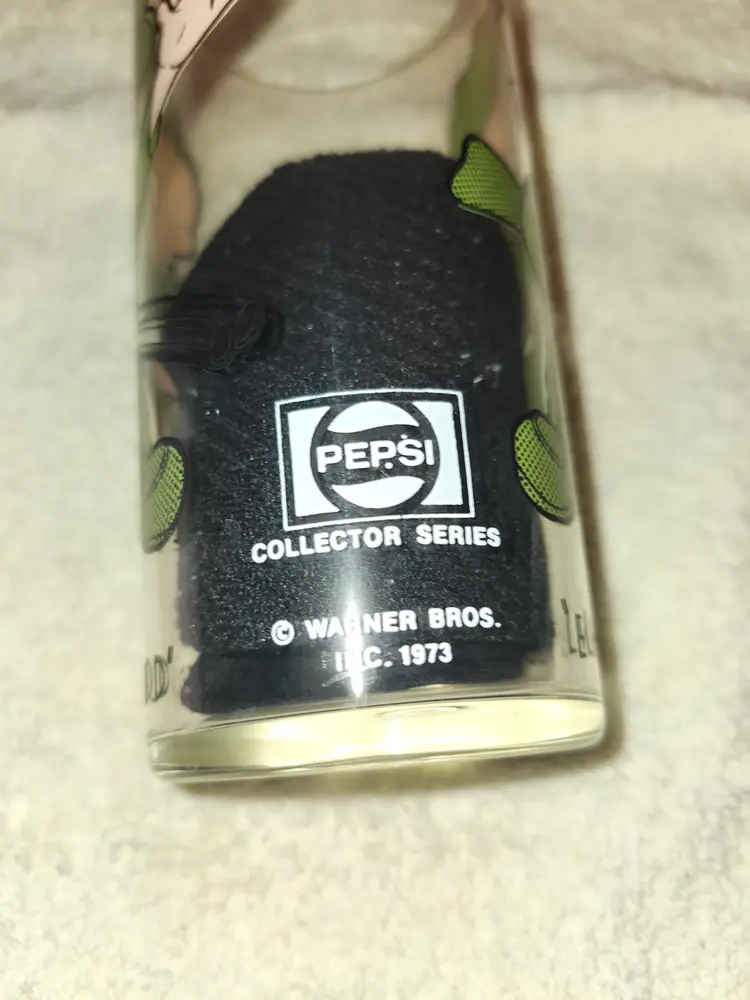 PEPSI
COLLECTOR SERIES
© WARNER BROS.
INC. 1973